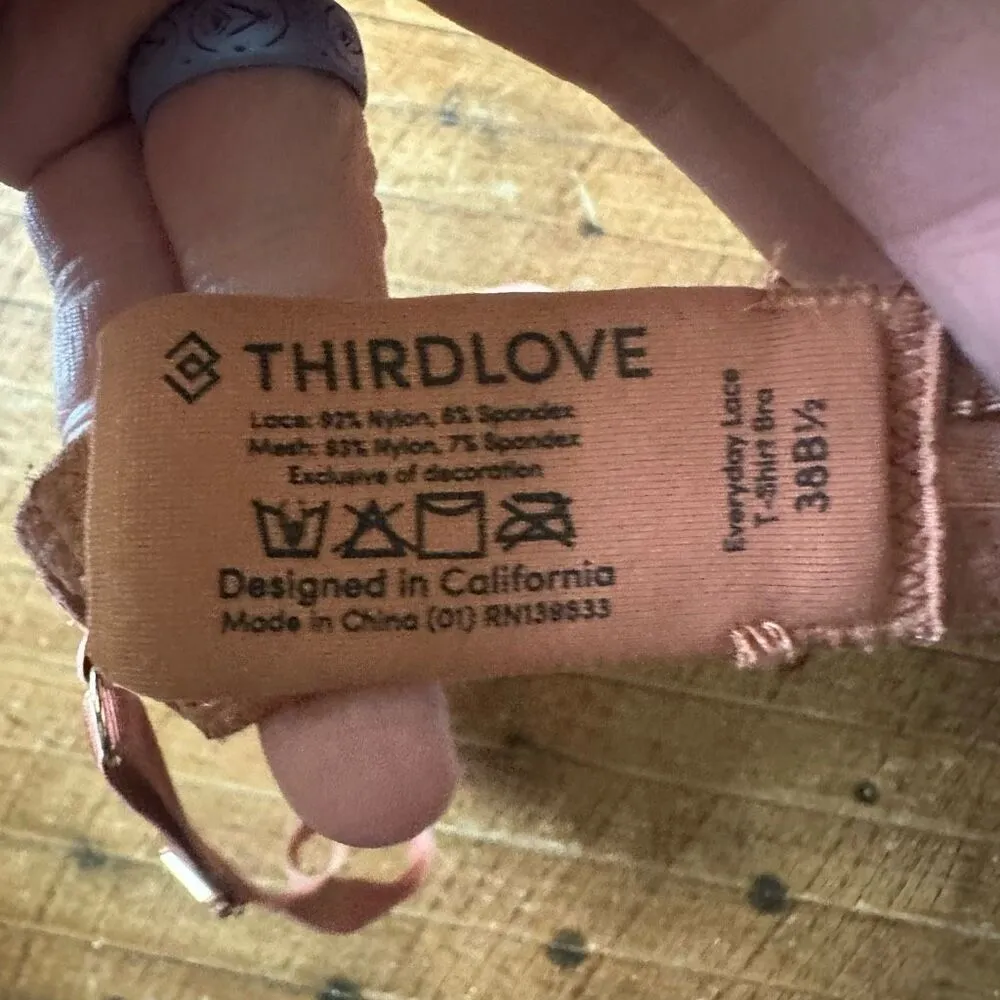 THIRDLOVE
Lace: 92% Nylon, 8% Spandex
Mesh: 93% Nylon, 7% Spandex
Exclusive of decoration
Designed in California
Made in China (01) RN138533
Everyday Lace
T-Shirt Bra
38B½